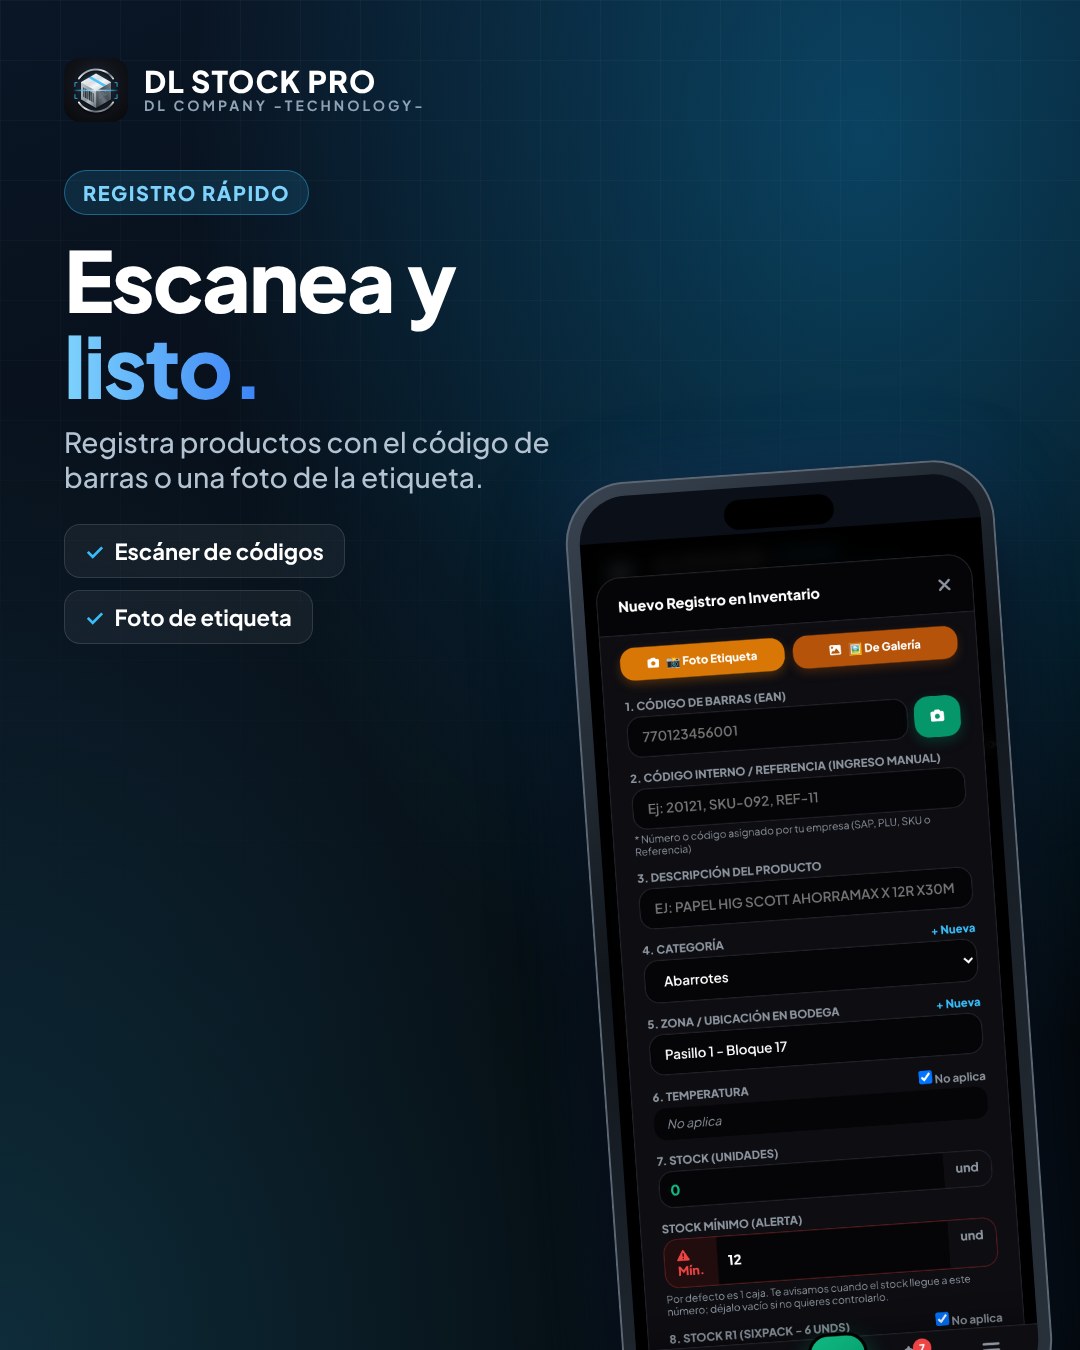 DL STOCK PRO
DL COMPANY -TECHNOLOGY-
REGISTRO RÁPIDO
Escanea y
listo.
Registra productos con el código de
barras o una foto de la etiqueta.
Escáner de códigos
Foto de etiqueta
Nuevo Registro en Inventario
Foto Etiqueta
De Galería
1. CÓDIGO DE BARRAS (EAN)
770123456001
2. CÓDIGO INTERNO / REFERENCIA (INGRESO MANUAL)
Ej: 20121, SKU-092, REF-11
* Número o código asignado por tu empresa (SAP, PLU, SKU o
Referencia)
3. DESCRIPCIÓN DEL PRODUCTO
EJ: PAPEL HIG SCOTT AHORRAMAX X 12R X30M
4. CATEGORÍA
+ Nueva
Abarrotes
5. ZONA / UBICACIÓN EN BODEGA
+ Nueva
Pasillo 1 - Bloque 17
6. TEMPERATURA
No aplica
No aplica
7. STOCK (UNIDADES)
0
und
STOCK MÍNIMO (ALERTA)
Mín.
12
und
Por defecto es 1 caja. Te avisamos cuando el stock llegue a este
número; déjalo vacío si no quieres controlarlo.
8. STOCK R1 (SIXPACK - 6 UNDS)
No aplica
7